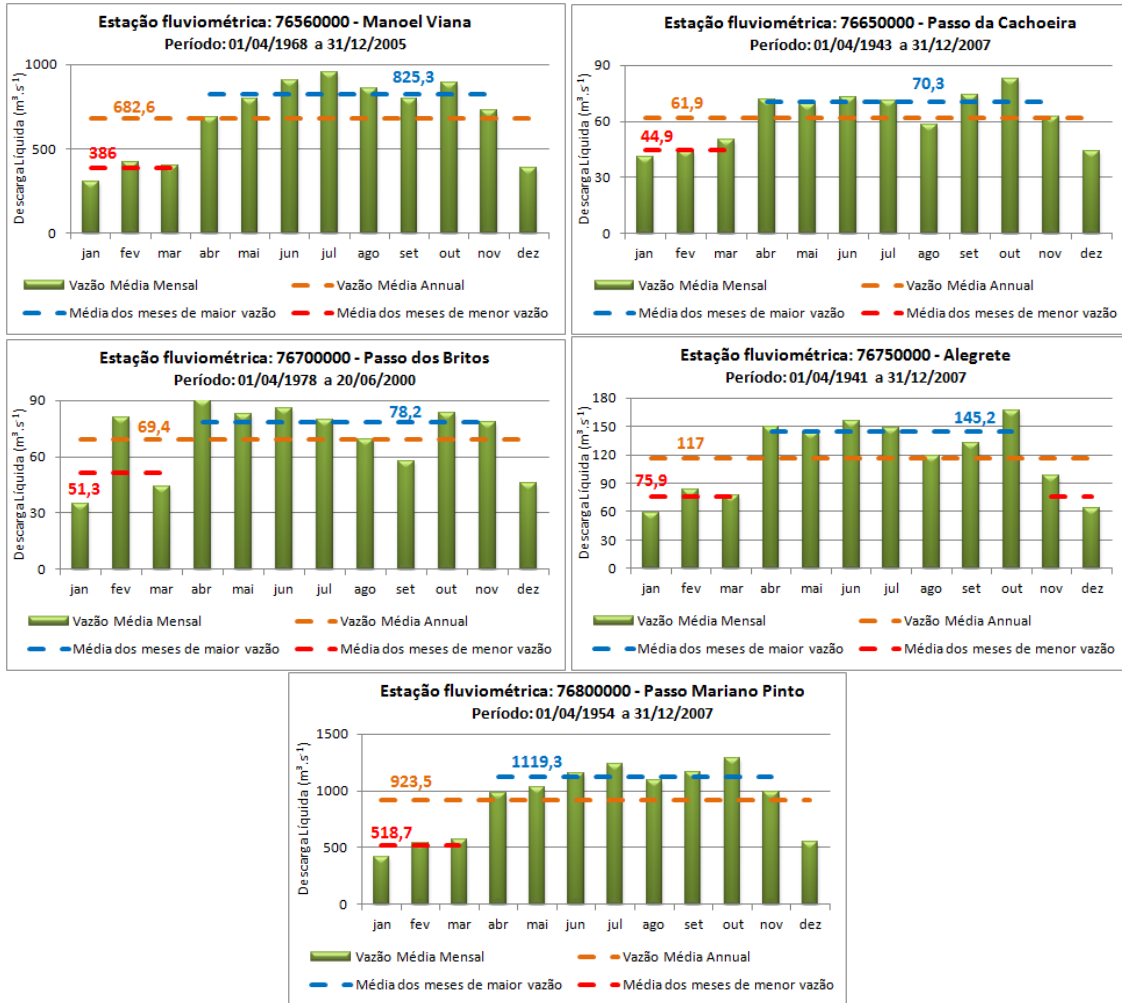 Estação fluviométrica: 76560000 - Manoel Viana
Período: 01/04/1968 a 31/12/2005
Descarga Líquida (m³.s⁻¹)
1000
500
0
682,6
825,3
386
jan fev mar abr mai jun jul ago set out nov dez
Vazão Média Mensal
Vazão Média Annual
Média dos meses de maior vazão
Média dos meses de menor vazão
Estação fluviométrica: 76650000 - Passo da Cachoeira
Período: 01/04/1943 a 31/12/2007
Descarga Líquida (m³.s⁻¹)
90
60
30
0
61,9
70,3
44,9
jan fev mar abr mai jun jul ago set out nov dez
Vazão Média Mensal
Vazão Média Annual
Média dos meses de maior vazão
Média dos meses de menor vazão
Estação fluviométrica: 76700000 - Passo dos Britos
Período: 01/04/1978 a 20/06/2000
Descarga Líquida (m³.s⁻¹)
90
60
30
0
69,4
78,2
51,3
jan fev mar abr mai jun jul ago set out nov dez
Vazão Média Mensal
Vazão Média Annual
Média dos meses de maior vazão
Média dos meses de menor vazão
Estação fluviométrica: 76750000 - Alegrete
Período: 01/04/1941 a 31/12/2007
Descarga Líquida (m³.s⁻¹)
180
150
120
90
60
30
0
117
145,2
75,9
jan fev mar abr mai jun jul ago set out nov dez
Vazão Média Mensal
Vazão Média Annual
Média dos meses de maior vazão
Média dos meses de menor vazão
Estação fluviométrica: 76800000 - Passo Mariano Pinto
Período: 01/04/1954 a 31/12/2007
Descarga Líquida (m³.s⁻¹)
1500
1000
500
0
923,5
1119,3
518,7
jan fev mar abr mai jun jul ago set out nov dez
Vazão Média Mensal
Vazão Média Annual
Média dos meses de maior vazão
Média dos meses de menor vazão